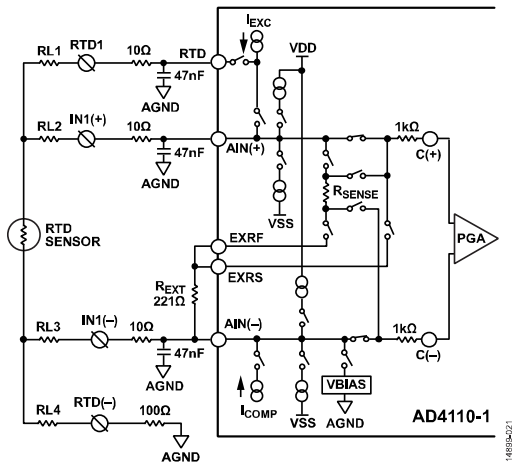 IEXC
RL1 RTD1 10Ω RTD
47nF
AGND
VDD
RL2 IN1(+) 10Ω
AIN(+)
47nF
AGND
1kΩ C(+)
RSENSE
VSS
RTD
SENSOR
EXRF
EXRS
PGA
REXT
221Ω
RL3 IN1(–) 10Ω AIN(–)
47nF
AGND
1kΩ C(–)
RL4 RTD(–) 100Ω
AGND
ICOMP
VSS
VBIAS
AGND
AD4110-1
14899-021